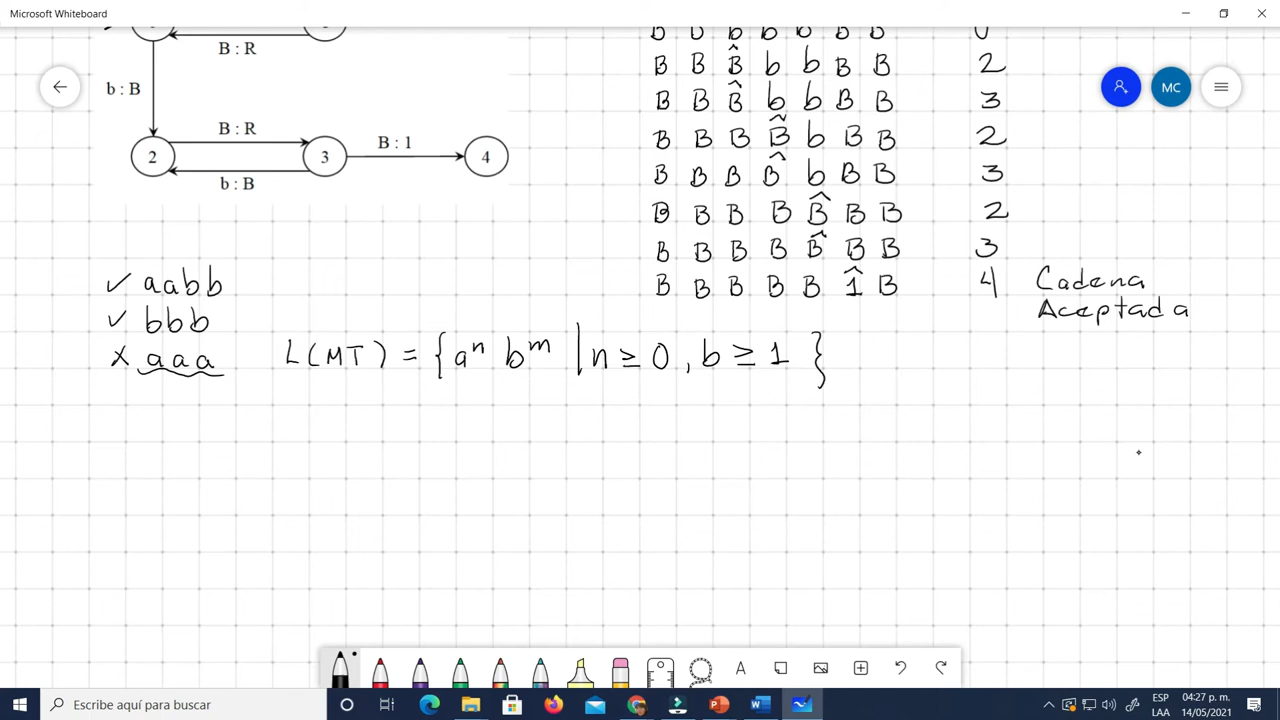 Microsoft Whiteboard
B : R
b : B
B : R
2
3
B : 1
4
b : B
B B b b b B B 0
B B B̂ b b B B 2
B B B̂ b b B B 3
B B B B̃ b B B 2
B B B B̂ b B B 3
B B B B B̂ B B 2
B B B B B̂ B B 3
B B B B B 1̂ B 4 Cadena
Aceptada
✓ aabb
✓ bbb
X aaa L(MT) = { aⁿ bᵐ | n ≥ 0 , b ≥ 1 }
MC
Escribe aquí para buscar
ESP
LAA
04:27 p. m.
14/05/2021